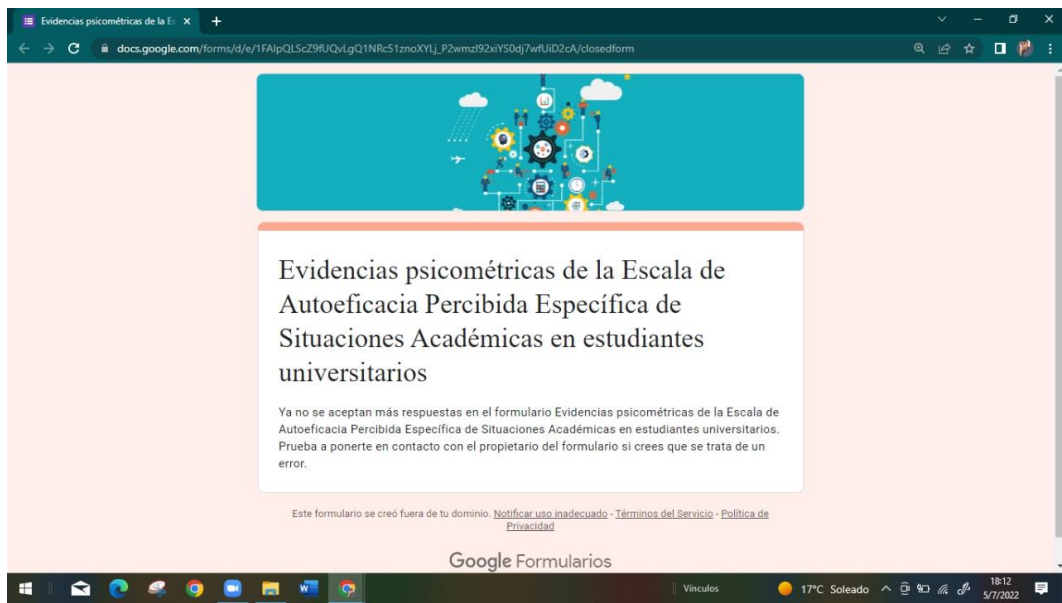 Evidencias psicométricas de la Es
docs.google.com/forms/d/e/1FAIpQLScZ9fUQvLgQ1NRc51znoXYLj_P2wmzI92xiYS0dj7wfUiD2cA/closedform
Evidencias psicométricas de la Escala de
Autoeficacia Percibida Específica de
Situaciones Académicas en estudiantes
universitarios
Ya no se aceptan más respuestas en el formulario Evidencias psicométricas de la Escala de
Autoeficacia Percibida Específica de Situaciones Académicas en estudiantes universitarios.
Prueba a ponerte en contacto con el propietario del formulario si crees que se trata de un
error.
Este formulario se creó fuera de tu dominio. Notificar uso inadecuado - Términos del Servicio - Política de
Privacidad
Google Formularios
Vínculos
17°C Soleado
18:12
5/7/2022